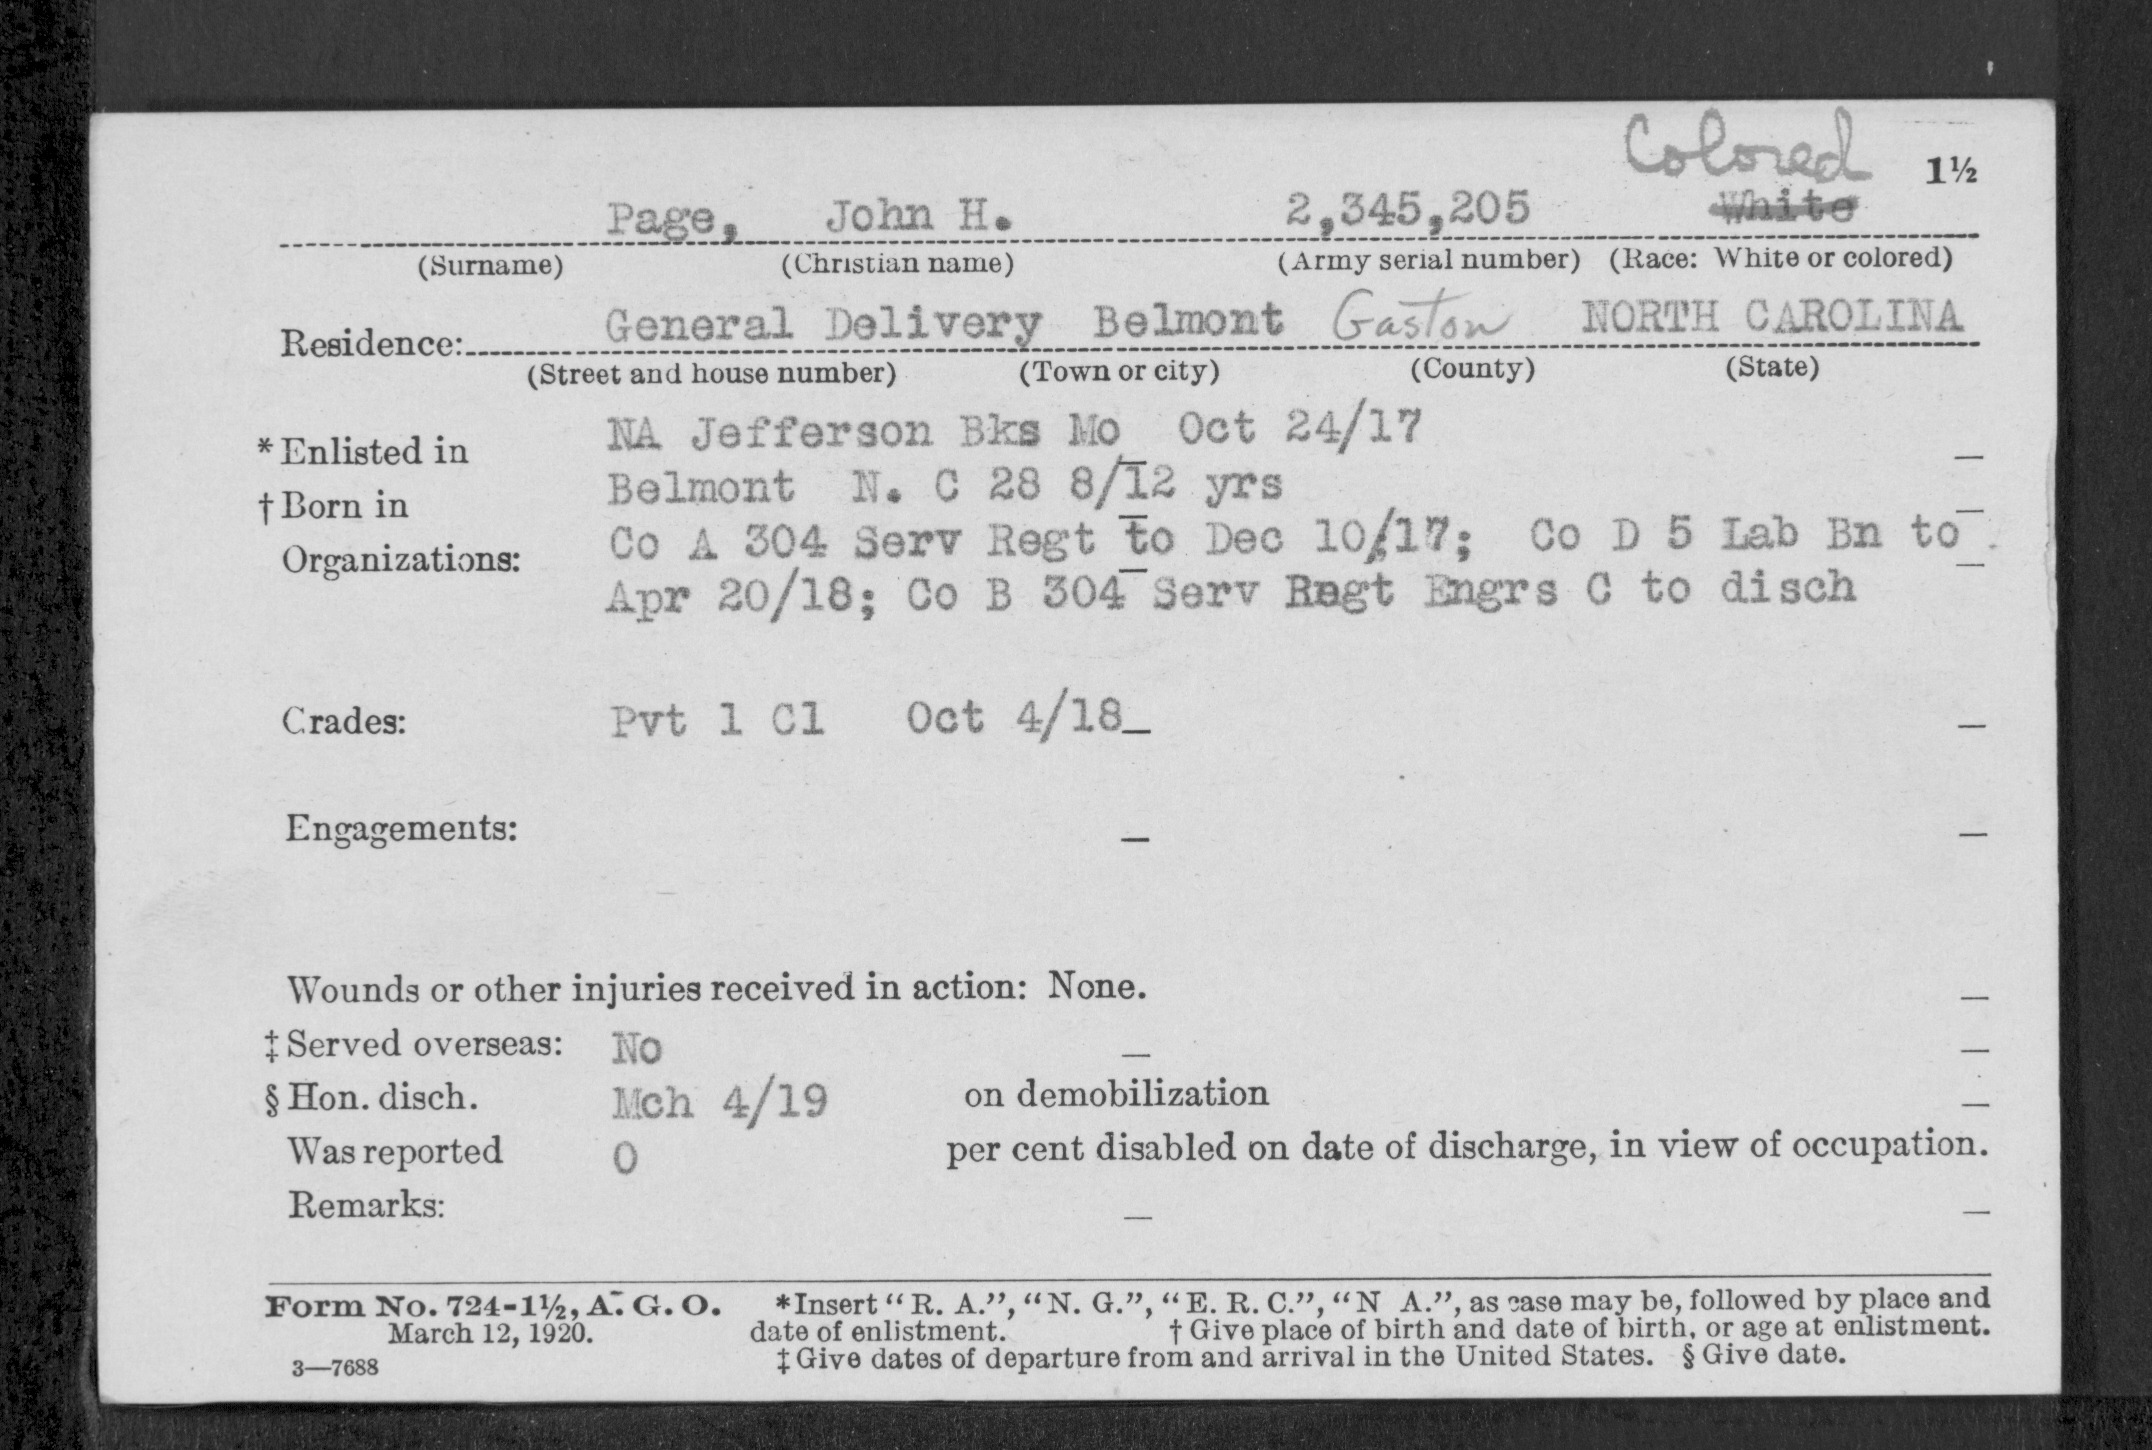 Colored 1½
Page, John H. 2,345,205 White
(Surname) (Christian name) (Army serial number) (Race: White or colored)
Residence: General Delivery Belmont Gaston NORTH CAROLINA
(Street and house number) (Town or city) (County) (State)
*Enlisted in NA Jefferson Bks Mo Oct 24/17
†Born in Belmont N. C 28 8/12 yrs
Organizations: Co A 304 Serv Regt to Dec 10/17; Co D 5 Lab Bn to
Apr 20/18; Co B 304 Serv Regt Engrs C to disch
Grades: Pvt 1 Cl Oct 4/18
Engagements:
Wounds or other injuries received in action: None.
‡Served overseas: No
§Hon. disch. Mch 4/19 on demobilization
Was reported 0 per cent disabled on date of discharge, in view of occupation.
Remarks:
Form No. 724-1½, A. G. O. *Insert "R. A.", "N. G.", "E. R. C.", "N A.", as case may be, followed by place and
March 12, 1920. date of enlistment. †Give place of birth and date of birth, or age at enlistment.
3—7688 ‡Give dates of departure from and arrival in the United States. §Give date.